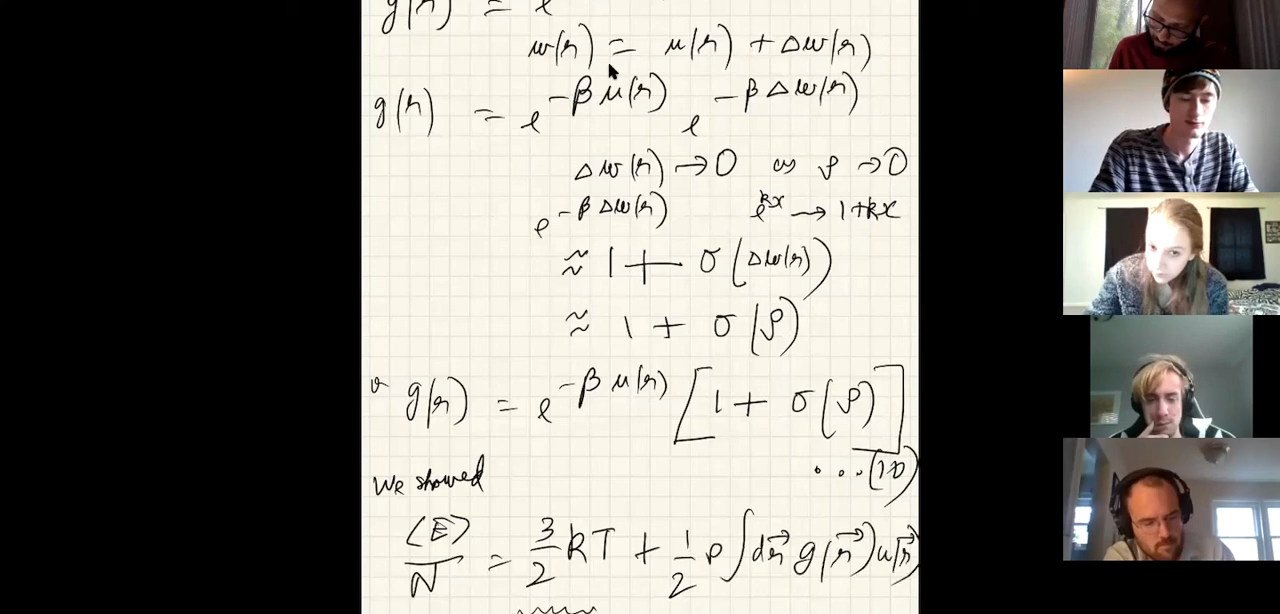 g(r) = e
w(r) = u(r) + Δw(r)
g(r) = e^{-βu(r)} e^{-βΔw(r)}
Δw(r) → 0 as ρ → 0
e^{-βΔw(r)} e^{kx} → 1+kx
≈ 1 + O(Δw(r))
≈ 1 + O(ρ)
g(r) = e^{-βu(r)} [1 + O(ρ)]
We showed
⟨E⟩/N = 3/2 kT + 1/2 ρ ∫dr⃗ g(r⃗)u(r⃗)